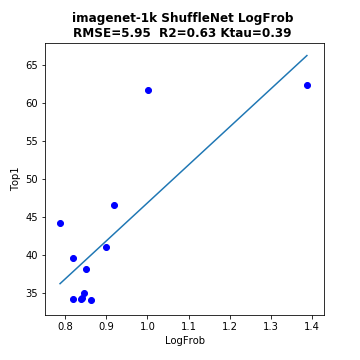 imagenet-1k ShuffleNet LogFrob
RMSE=5.95 R2=0.63 Ktau=0.39
65
60
55
50
45
40
35
Top1
0.8 0.9 1.0 1.1 1.2 1.3 1.4
LogFrob